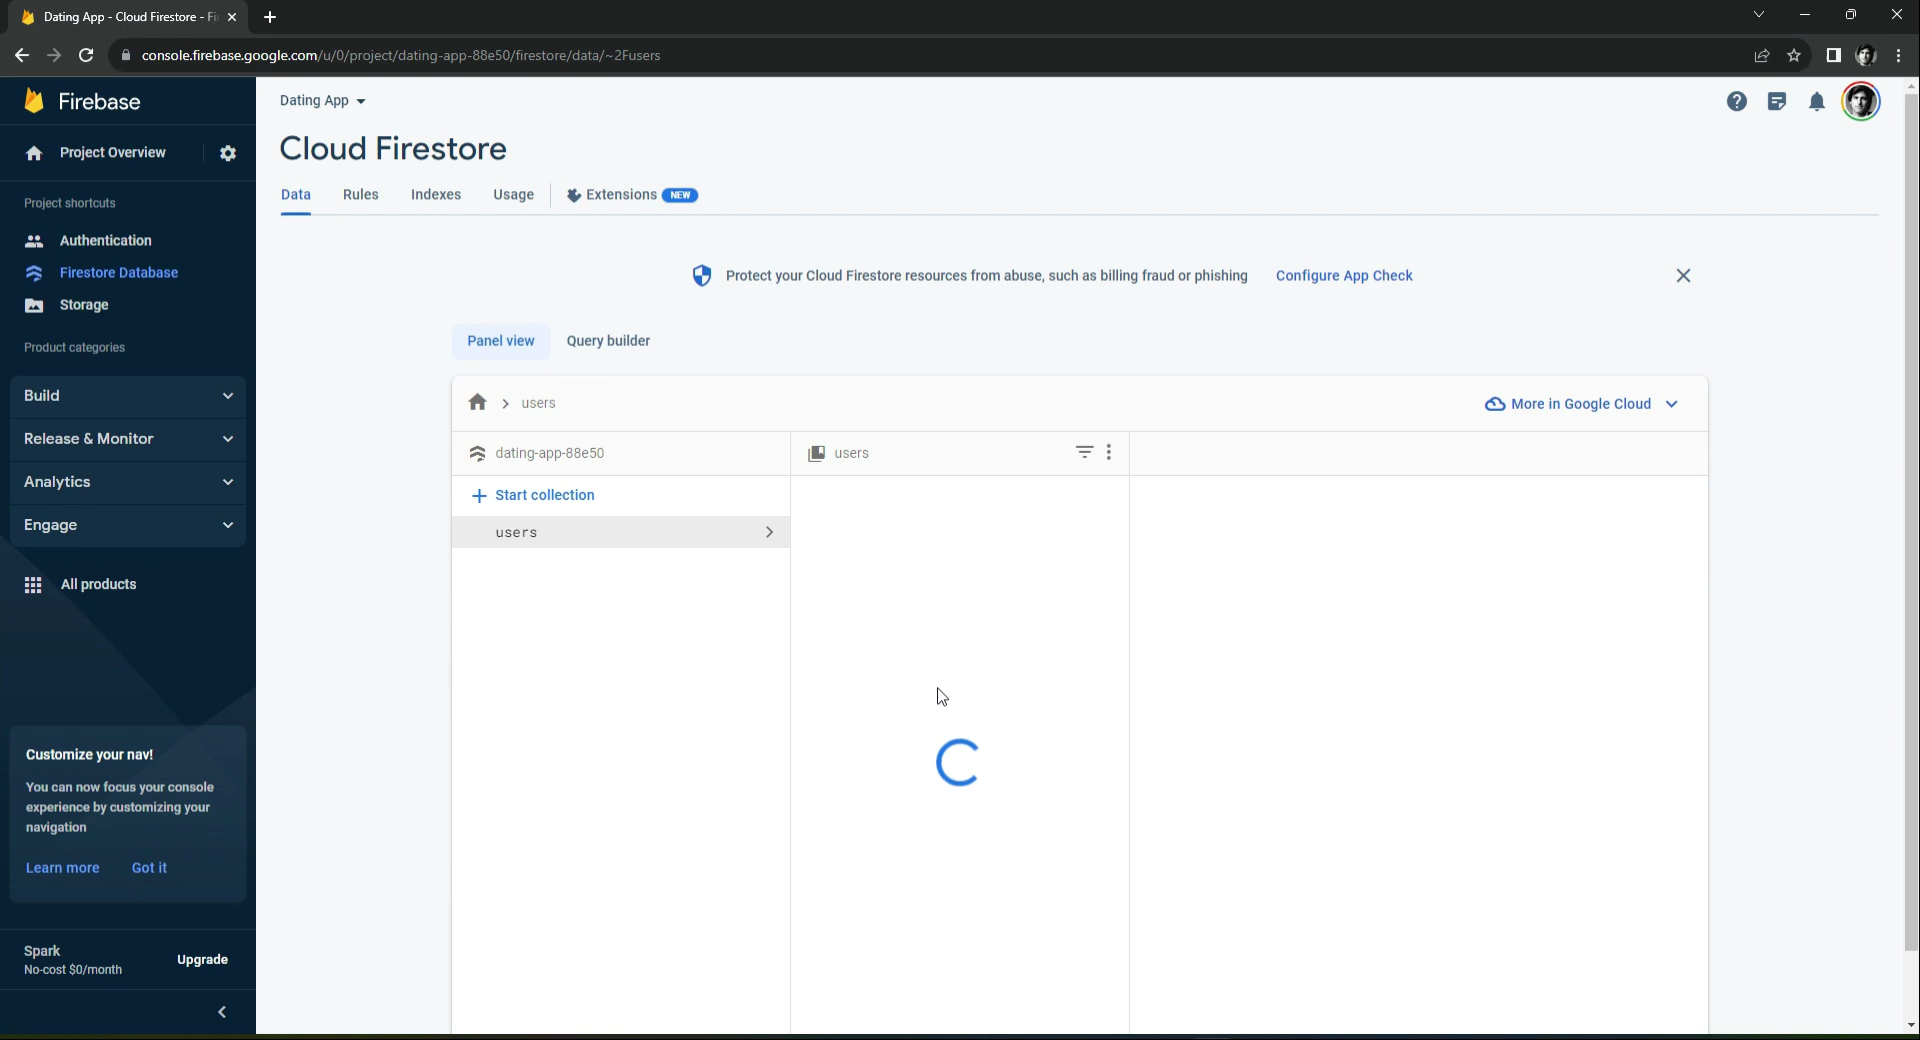 Dating App - Cloud Firestore - Fi
console.firebase.google.com/u/0/project/dating-app-88e50/firestore/data/~2Fusers
Firebase
Project Overview
Project shortcuts
Authentication
Firestore Database
Storage
Product categories
Build
Release & Monitor
Analytics
Engage
All products
Customize your nav!
You can now focus your console
experience by customizing your
navigation
Learn more Got it
Spark
No-cost $0/month
Upgrade
Dating App
Cloud Firestore
Data Rules Indexes Usage Extensions NEW
Protect your Cloud Firestore resources from abuse, such as billing fraud or phishing Configure App Check
Panel view Query builder
users
More in Google Cloud
dating-app-88e50
users
Start collection
users